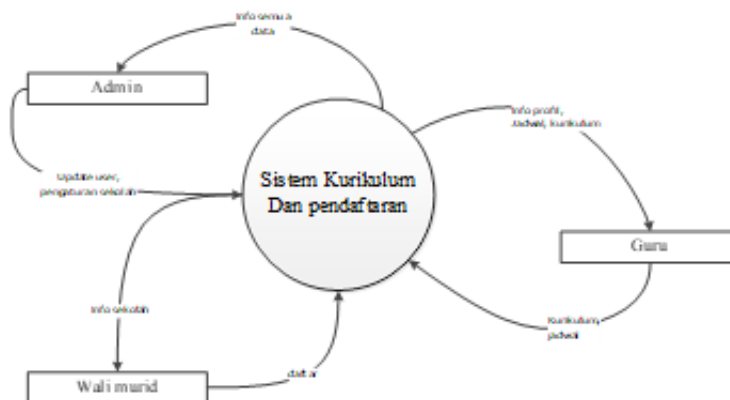 Info semua
data
Admin
Info profil,
Jadwal, kurikulum
Update user,
pengaturan sekolah
Sistem Kurikulum
Dan pendaftaran
Guru
Info sekolah
Kurikulum,
jadwal
daftar
Wali murid